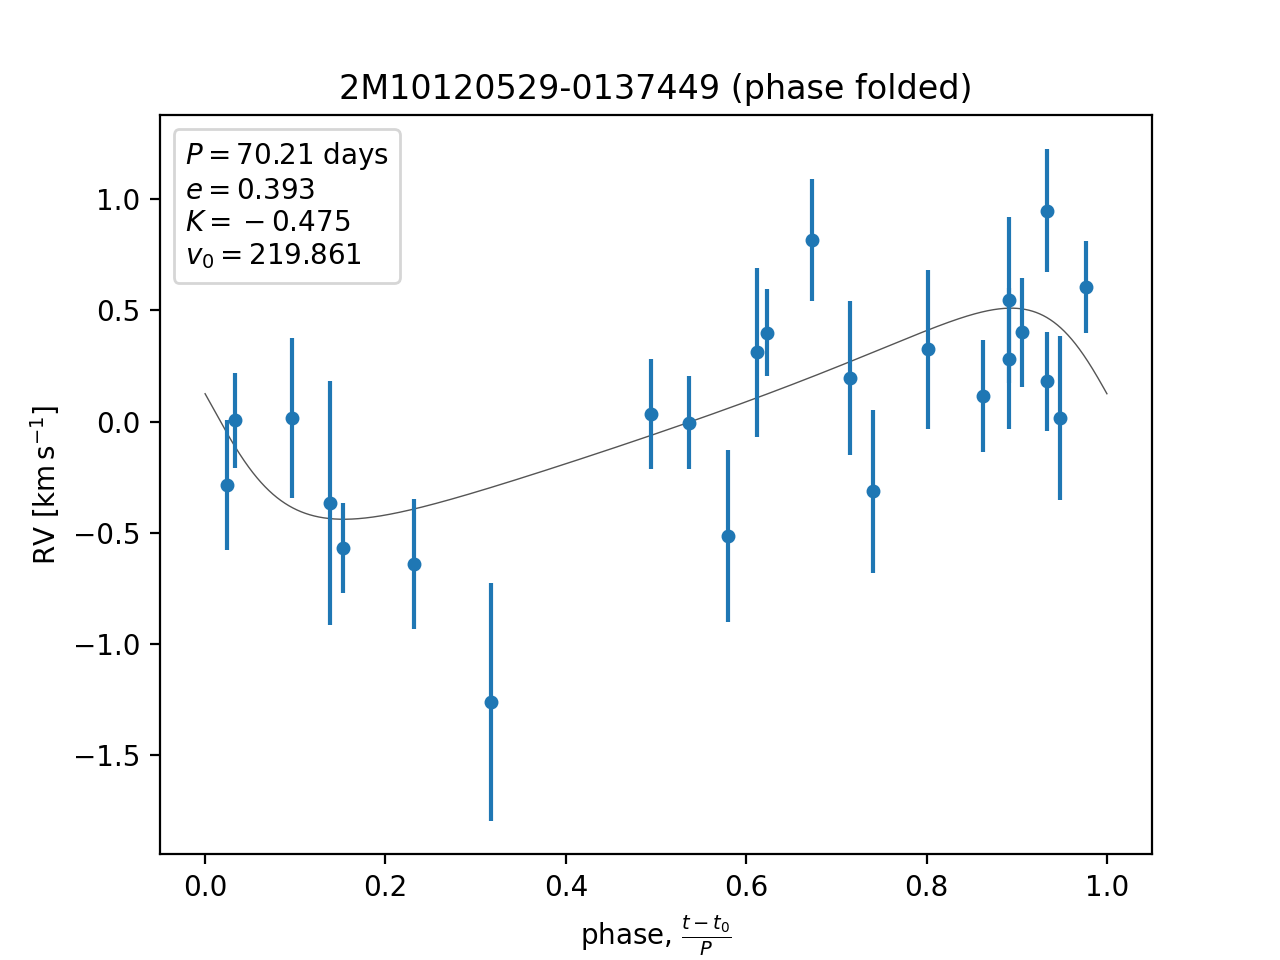 2M10120529-0137449 (phase folded)
P = 70.21 days
e = 0.393
K = −0.475
v₀ = 219.861
RV [km s⁻¹]
1.0
0.5
0.0
−0.5
−1.0
−1.5
0.0 0.2 0.4 0.6 0.8 1.0
phase, (t − t₀)/P